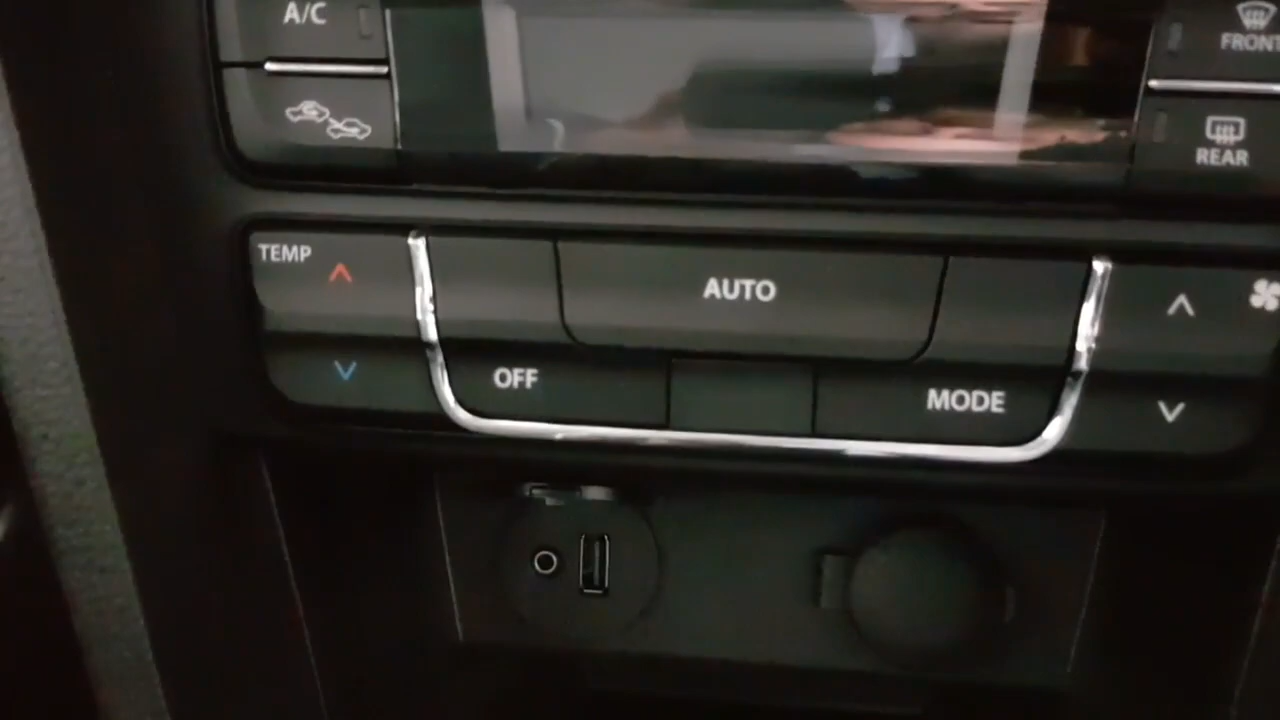 A/C
FRONT
REAR
TEMP
AUTO
OFF
MODE